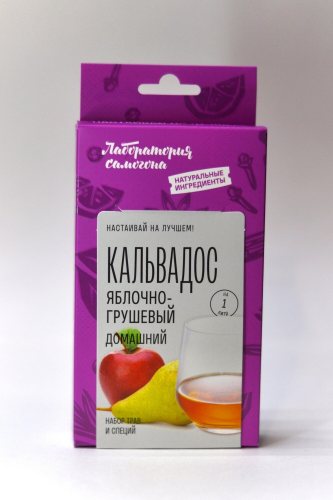 Лаборатория
Самогона
НАТУРАЛЬНЫЕ
ИНГРЕДИЕНТЫ
НАСТАИВАЙ НА ЛУЧШЕМ!
КАЛЬВАДОС
ЯБЛОЧНО-
ГРУШЕВЫЙ
ДОМАШНИЙ
НА
1
ЛИТР
НАБОР ТРАВ
И СПЕЦИЙ